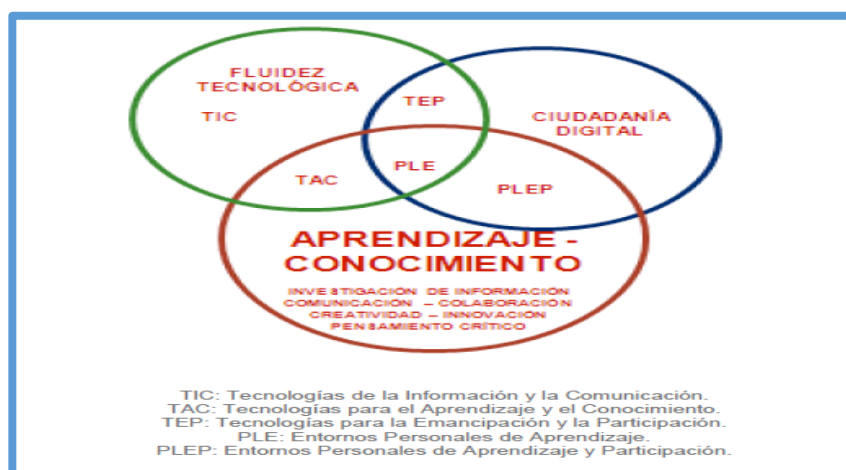 FLUIDEZ
TECNOLÓGICA
TIC
TEP
CIUDADANÍA
DIGITAL
TAC
PLE
PLEP
APRENDIZAJE -
CONOCIMIENTO
INVESTIGACIÓN DE INFORMACIÓN
COMUNICACIÓN – COLABORACIÓN
CREATIVIDAD – INNOVACIÓN
PENSAMIENTO CRÍTICO
TIC: Tecnologías de la Información y la Comunicación.
TAC: Tecnologías para el Aprendizaje y el Conocimiento.
TEP: Tecnologías para la Emancipación y la Participación.
PLE: Entornos Personales de Aprendizaje.
PLEP: Entornos Personales de Aprendizaje y Participación.